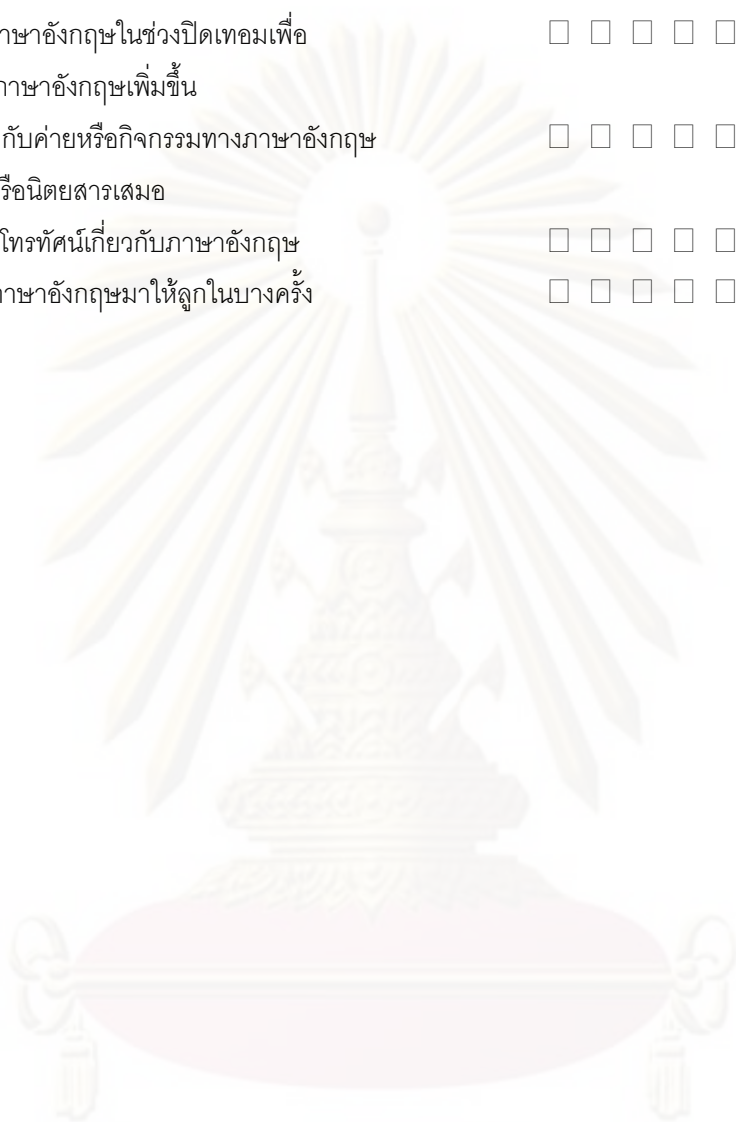 าษาอังกฤษในช่วงปิดเทอมเพื่อ □ □ □ □ □
ภาษาอังกฤษเพิ่มขึ้น
กับค่ายหรือกิจกรรมทางภาษาอังกฤษ □ □ □ □ □
รือนิตยสารเสมอ
โทรทัศน์เกี่ยวกับภาษาอังกฤษ □ □ □ □ □
าษาอังกฤษมาให้ลูกในบางครั้ง □ □ □ □ □